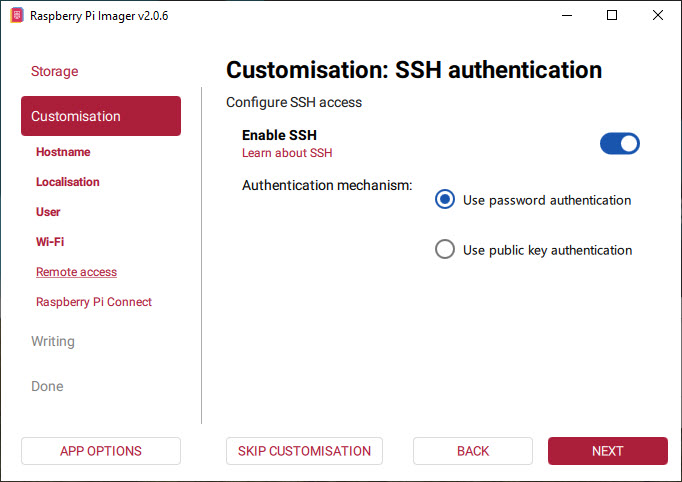 Raspberry Pi Imager v2.0.6
Storage
Customisation
Hostname
Localisation
User
Wi-Fi
Remote access
Raspberry Pi Connect
Writing
Done
APP OPTIONS
Customisation: SSH authentication
Configure SSH access
Enable SSH
Learn about SSH
Authentication mechanism:
Use password authentication
Use public key authentication
SKIP CUSTOMISATION
BACK
NEXT